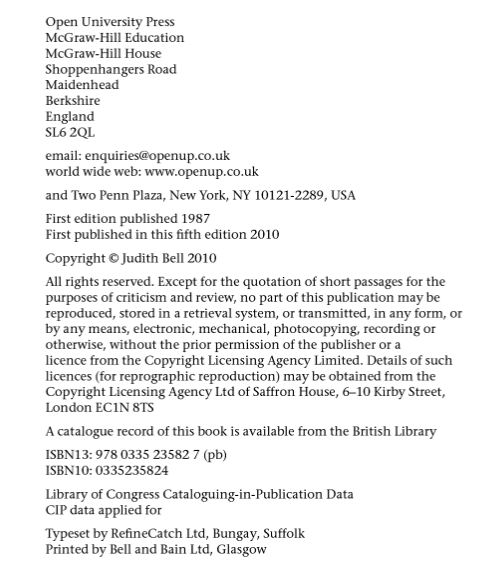 Open University Press
McGraw-Hill Education
McGraw-Hill House
Shoppenhangers Road
Maidenhead
Berkshire
England
SL6 2QL
email: enquiries@openup.co.uk
world wide web: www.openup.co.uk
and Two Penn Plaza, New York, NY 10121-2289, USA
First edition published 1987
First published in this fifth edition 2010
Copyright © Judith Bell 2010
All rights reserved. Except for the quotation of short passages for the
purposes of criticism and review, no part of this publication may be
reproduced, stored in a retrieval system, or transmitted, in any form, or
by any means, electronic, mechanical, photocopying, recording or
otherwise, without the prior permission of the publisher or a
licence from the Copyright Licensing Agency Limited. Details of such
licences (for reprographic reproduction) may be obtained from the
Copyright Licensing Agency Ltd of Saffron House, 6–10 Kirby Street,
London EC1N 8TS
A catalogue record of this book is available from the British Library
ISBN13: 978 0335 23582 7 (pb)
ISBN10: 0335235824
Library of Congress Cataloguing-in-Publication Data
CIP data applied for
Typeset by RefineCatch Ltd, Bungay, Suffolk
Printed by Bell and Bain Ltd, Glasgow